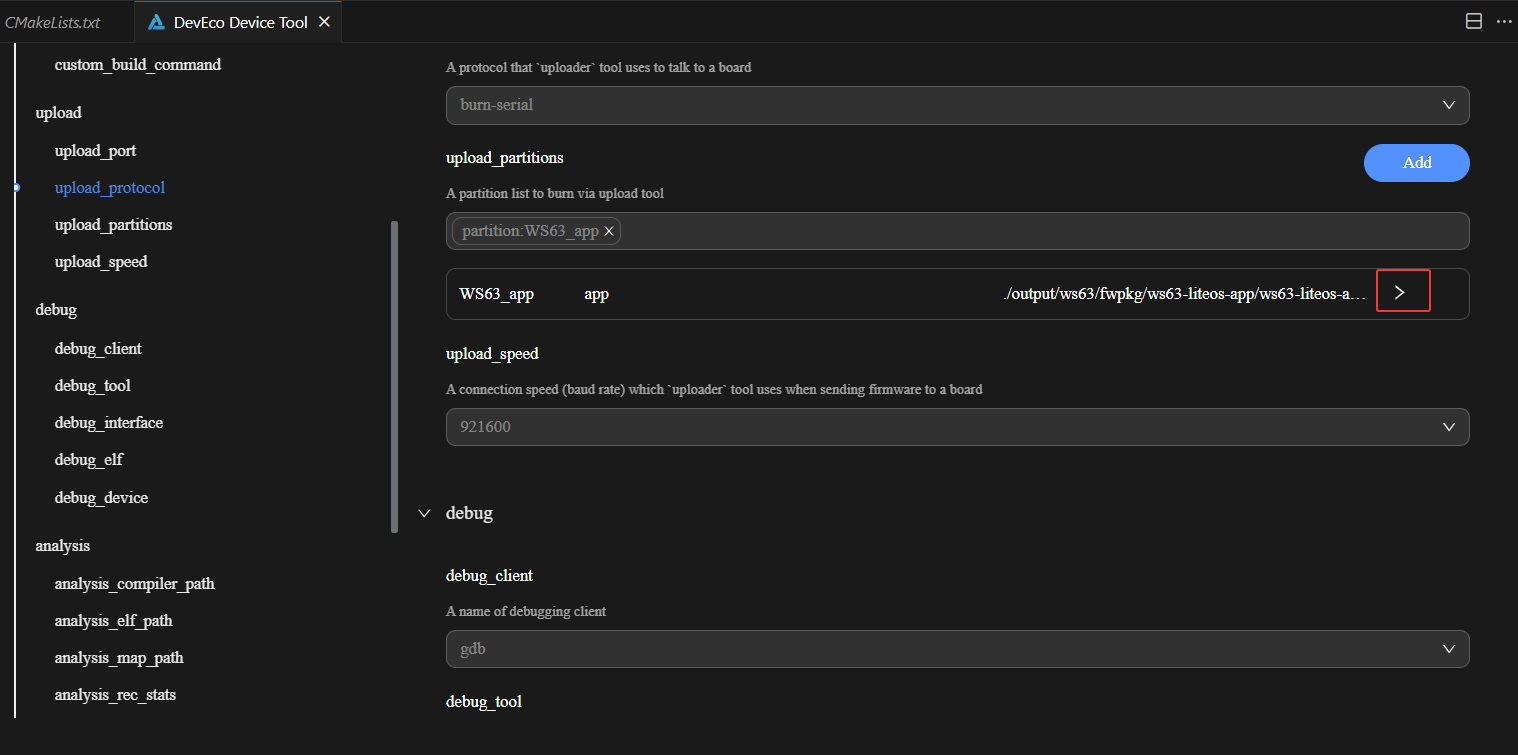 CMakeLists.txt
DevEco Device Tool
custom_build_command
upload
upload_port
upload_protocol
upload_partitions
upload_speed
debug
debug_client
debug_tool
debug_interface
debug_elf
debug_device
analysis
analysis_compiler_path
analysis_elf_path
analysis_map_path
analysis_rec_stats
A protocol that `uploader` tool uses to talk to a board
burn-serial
upload_partitions
Add
A partition list to burn via upload tool
partition:WS63_app
WS63_app app ./output/ws63/fwpkg/ws63-liteos-app/ws63-liteos-a...
upload_speed
A connection speed (baud rate) which `uploader` tool uses when sending firmware to a board
921600
debug
debug_client
A name of debugging client
gdb
debug_tool